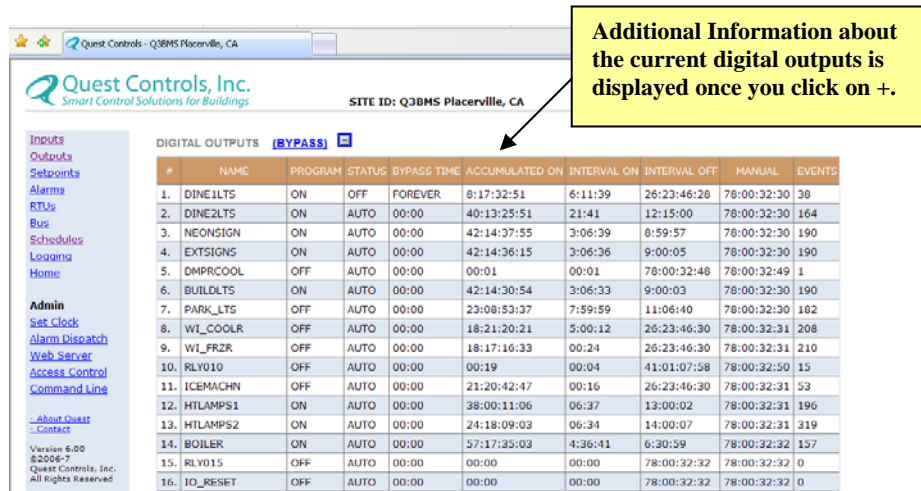 Additional Information about
the current digital outputs is
displayed once you click on +.
Quest Controls - Q3BMS Placerville, CA
Quest Controls, Inc.
Smart Control Solutions for Buildings
SITE ID: Q3BMS Placerville, CA
Inputs
Outputs
Setpoints
Alarms
RTUs
Bus
Schedules
Logging
Home
Admin
Set Clock
Alarm Dispatch
Web Server
Access Control
Command Line
- About Quest
- Contact
Version 6.00
©2006-7
Quest Controls, Inc.
All Rights Reserved
DIGITAL OUTPUTS (BYPASS)
# NAME PROGRAM STATUS BYPASS TIME ACCUMULATED ON INTERVAL ON INTERVAL OFF MANUAL EVENTS
1. DINE1LTS ON OFF FOREVER 8:17:32:51 6:11:39 26:23:46:28 78:00:32:30 38
2. DINE2LTS ON AUTO 00:00 40:13:25:51 21:41 12:15:00 78:00:32:30 164
3. NEONSIGN ON AUTO 00:00 42:14:37:55 3:06:39 8:59:57 78:00:32:30 190
4. EXTSIGNS ON AUTO 00:00 42:14:36:15 3:06:36 9:00:05 78:00:32:30 190
5. DMPRCOOL OFF AUTO 00:00 00:01 00:01 78:00:32:48 78:00:32:49 1
6. BUILDLTS ON AUTO 00:00 42:14:30:54 3:06:33 9:00:03 78:00:32:30 190
7. PARK_LTS OFF AUTO 00:00 23:08:53:37 7:59:59 11:06:40 78:00:32:30 182
8. WI_COOLR OFF AUTO 00:00 18:21:20:21 5:00:12 26:23:46:30 78:00:32:31 208
9. WI_FRZR OFF AUTO 00:00 18:17:16:33 00:24 26:23:46:30 78:00:32:31 210
10. RLY010 OFF AUTO 00:00 00:19 00:04 41:01:07:58 78:00:32:50 15
11. ICEMACHN OFF AUTO 00:00 21:20:42:47 00:16 26:23:46:30 78:00:32:31 53
12. HTLAMPS1 ON AUTO 00:00 38:00:11:06 06:37 13:00:02 78:00:32:31 196
13. HTLAMPS2 ON AUTO 00:00 24:18:09:03 06:34 14:00:07 78:00:32:31 319
14. BOILER ON AUTO 00:00 57:17:35:03 4:36:41 6:30:59 78:00:32:32 157
15. RLY015 OFF AUTO 00:00 00:00 00:00 78:00:32:32 78:00:32:32 0
16. IO_RESET OFF AUTO 00:00 00:00 00:00 78:00:32:32 78:00:32:32 0